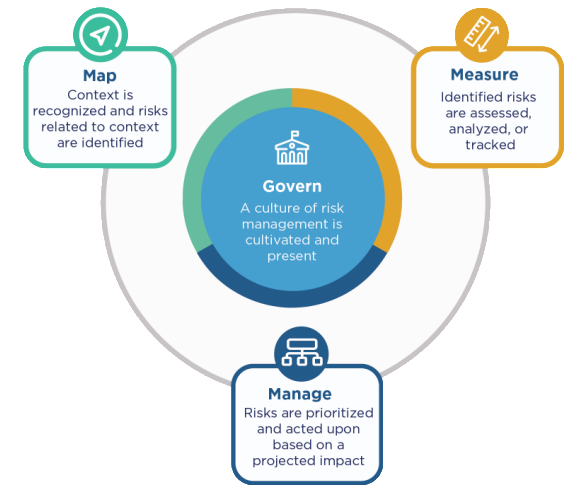 Map
Context is
recognized and risks
related to context
are identified
Measure
Identified risks
are assessed,
analyzed, or
tracked
Govern
A culture of risk
management is
cultivated and
present
Manage
Risks are prioritized
and acted upon
based on a
projected impact